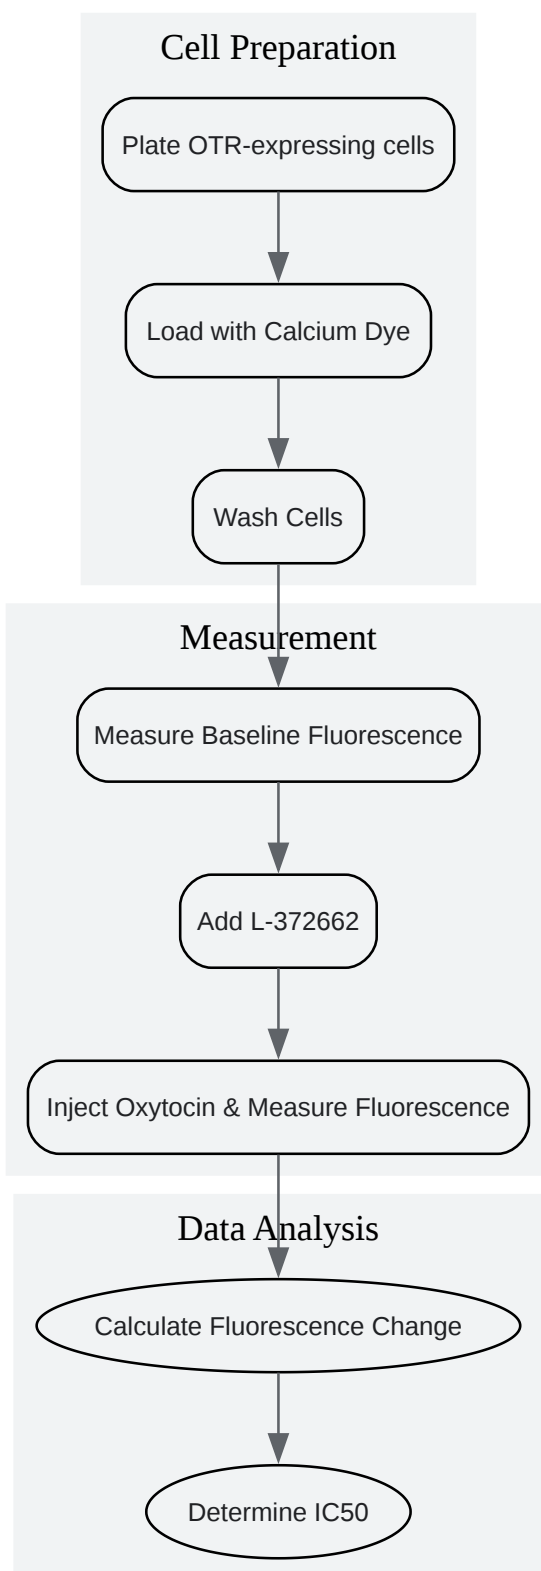 Cell Preparation
Plate OTR-expressing cells
Load with Calcium Dye
Wash Cells
Measurement
Measure Baseline Fluorescence
Add L-372662
Inject Oxytocin & Measure Fluorescence
Data Analysis
Calculate Fluorescence Change
Determine IC50